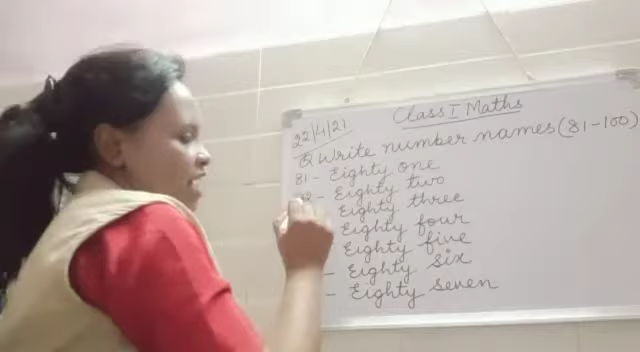 Class I Maths
22/4/21
Q Write number names (81-100)
81 - Eighty one
82 - Eighty two
Eighty three
Eighty four
Eighty five
- Eighty six
- Eighty seven